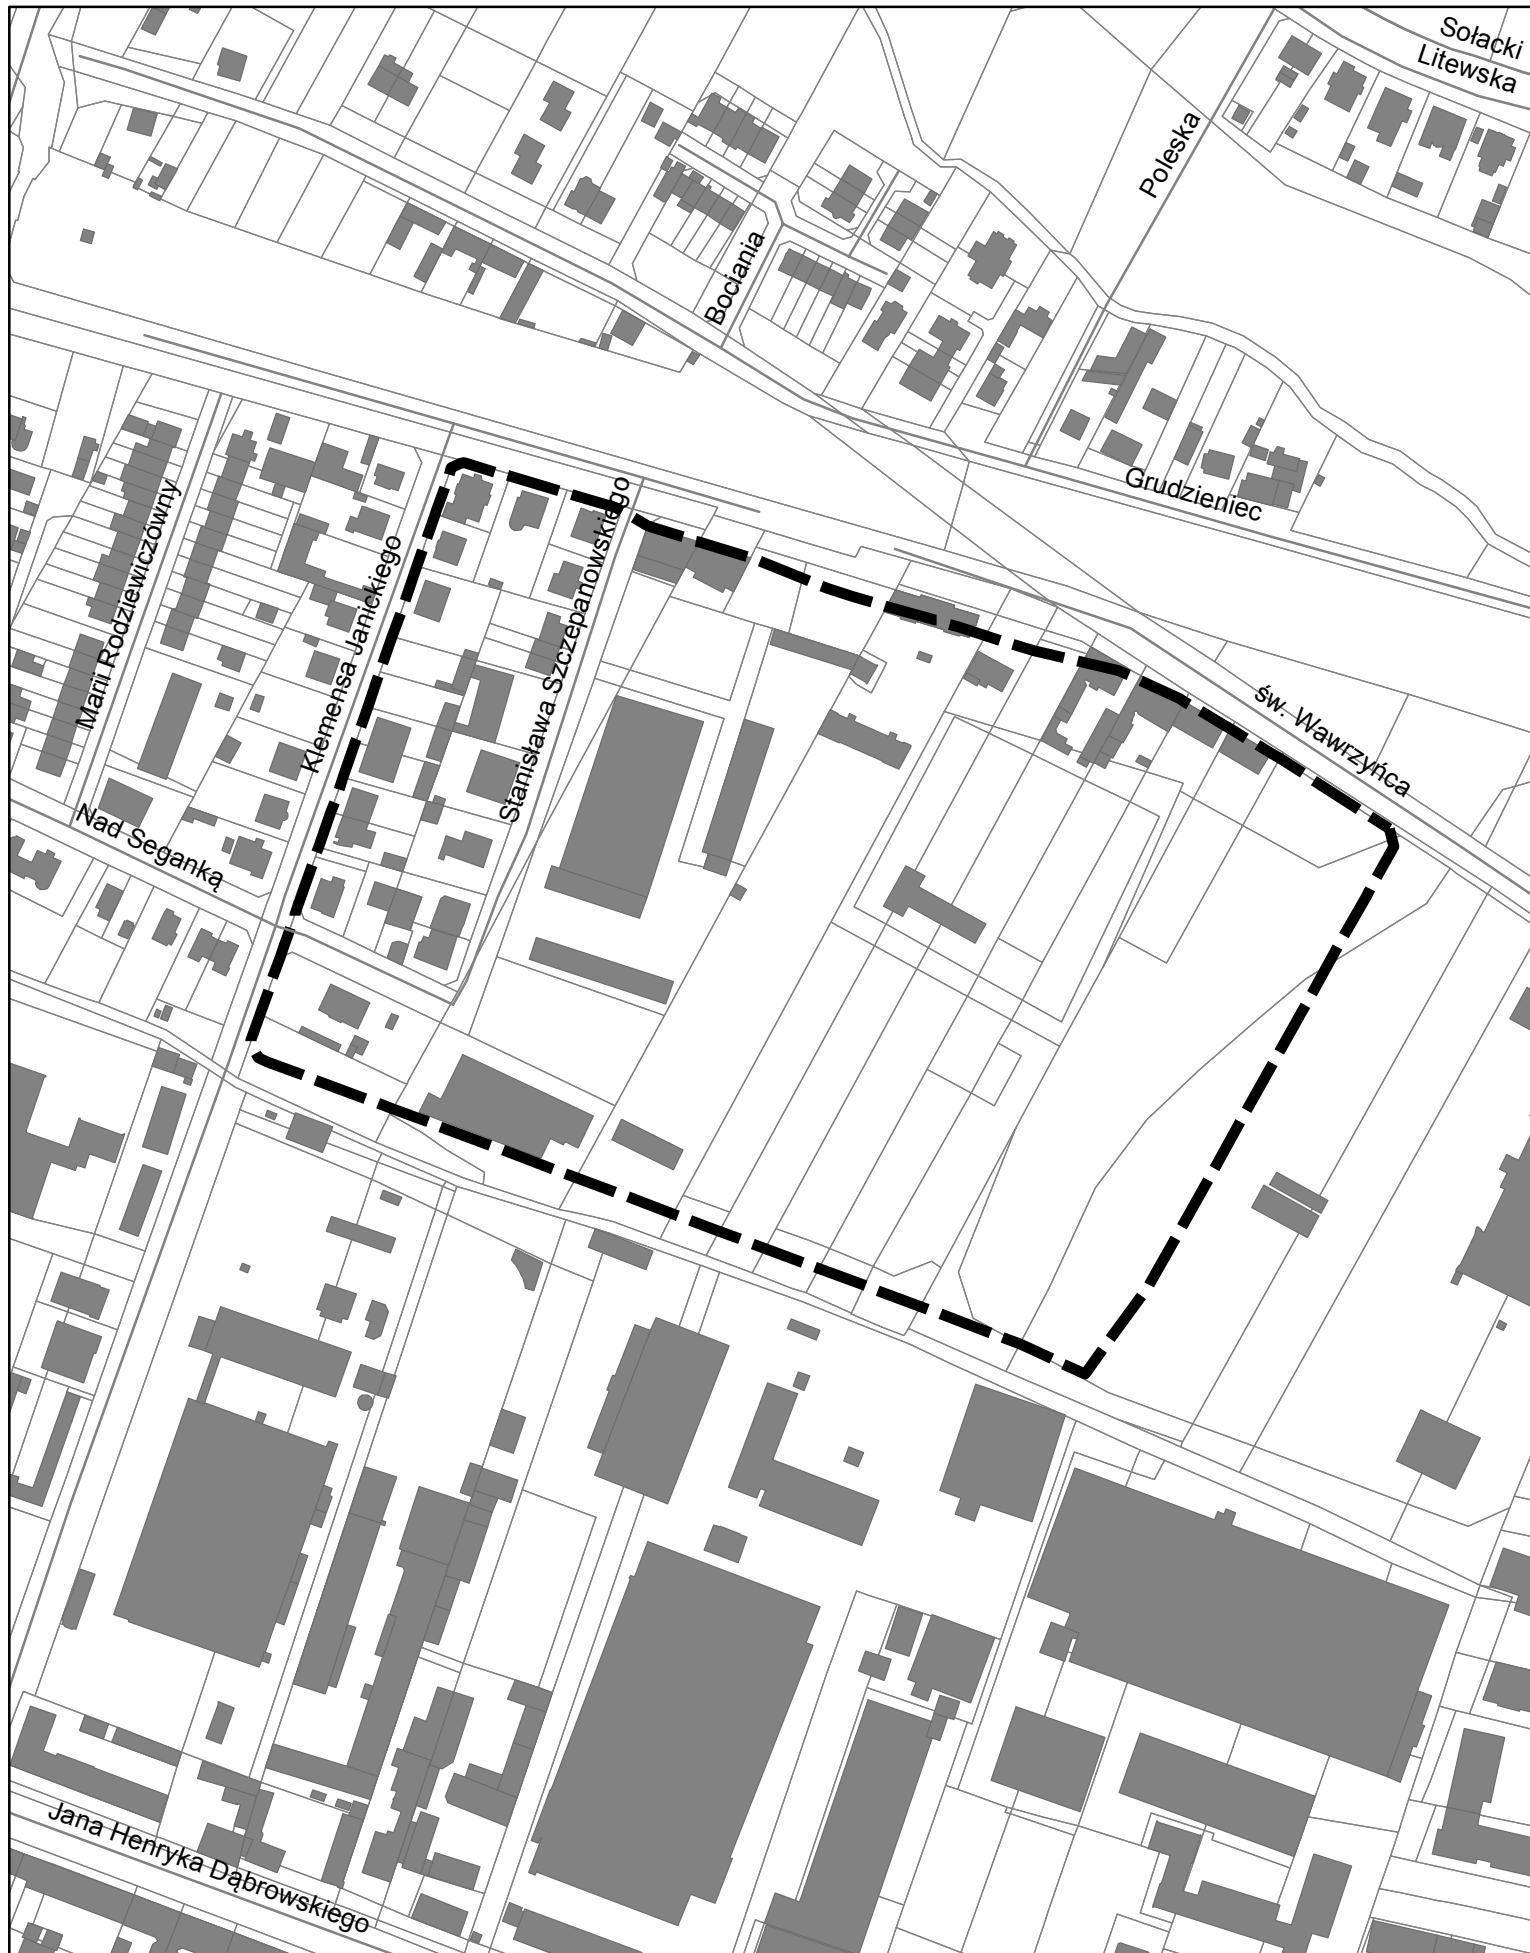 Sołacki
Litewska
Poleska
Bociania
Grudzieniec
Marii Rodziewiczówny
Klemensa Janickiego
Stanisława Szczepanowskiego
św. Wawrzyńca
Nad Seganką
Jana Henryka Dąbrowskiego